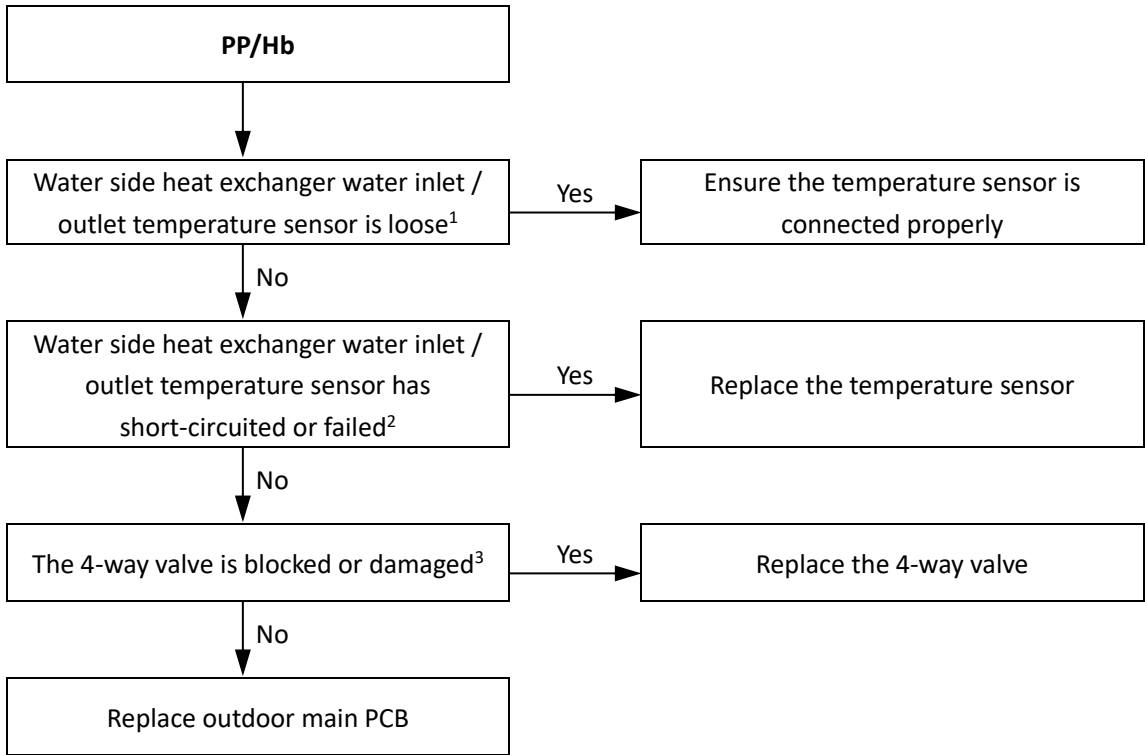 PP/Hb
Water side heat exchanger water inlet /
outlet temperature sensor is loose¹
Yes
Ensure the temperature sensor is
connected properly
No
Water side heat exchanger water inlet /
outlet temperature sensor has
short-circuited or failed²
Yes
Replace the temperature sensor
No
The 4-way valve is blocked or damaged³
Yes
Replace the 4-way valve
No
Replace outdoor main PCB